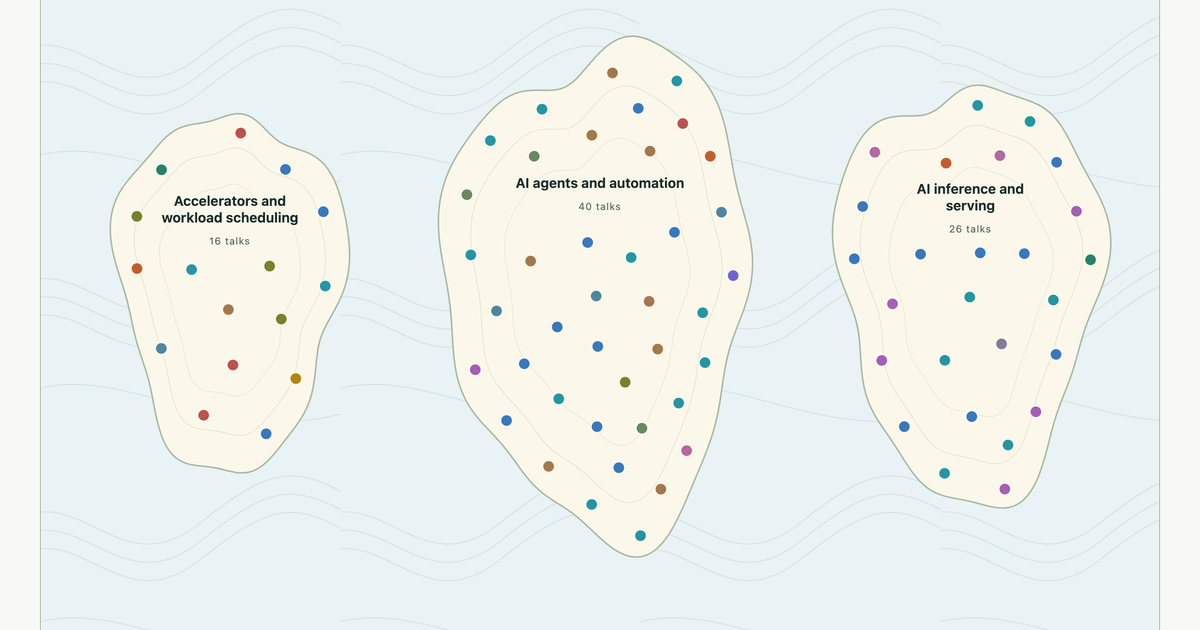 Accelerators and
workload scheduling
16 talks
AI agents and automation
40 talks
AI inference and
serving
26 talks